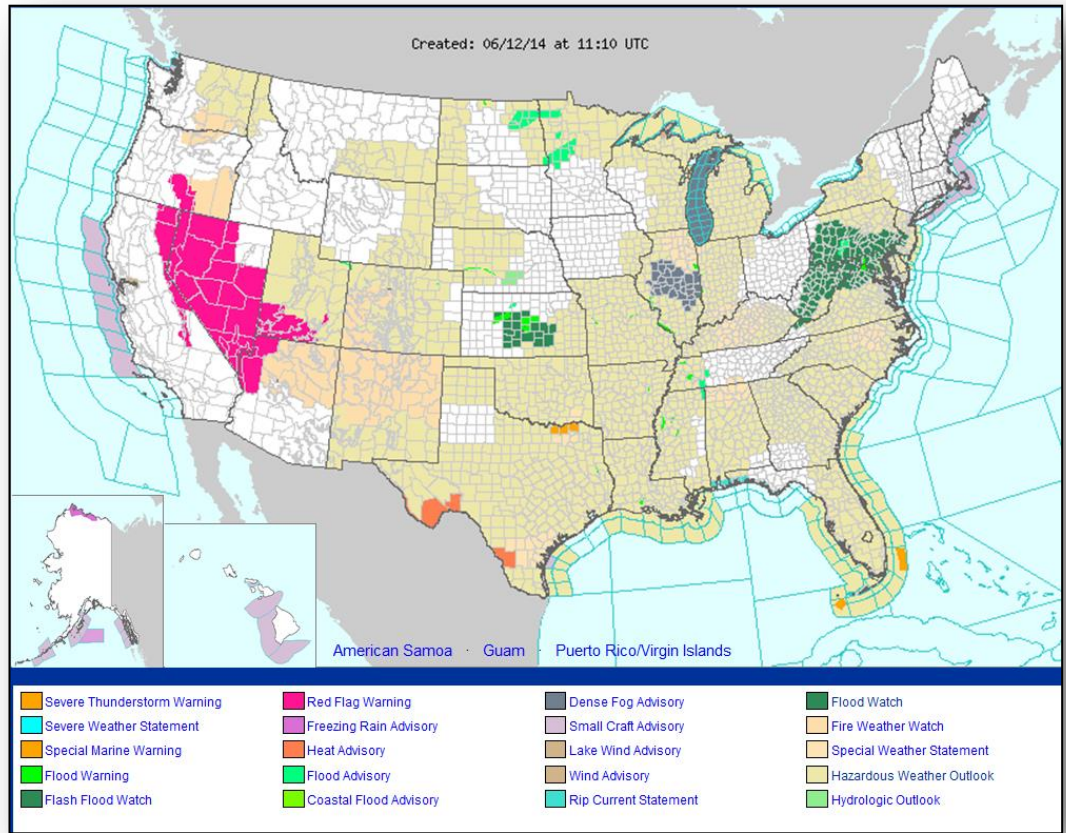 Created: 06/12/14 at 11:10 UTC
American Samoa · Guam · Puerto Rico/Virgin Islands
Severe Thunderstorm Warning
Severe Weather Statement
Special Marine Warning
Flood Warning
Flash Flood Watch
Red Flag Warning
Freezing Rain Advisory
Heat Advisory
Flood Advisory
Coastal Flood Advisory
Dense Fog Advisory
Small Craft Advisory
Lake Wind Advisory
Wind Advisory
Rip Current Statement
Flood Watch
Fire Weather Watch
Special Weather Statement
Hazardous Weather Outlook
Hydrologic Outlook